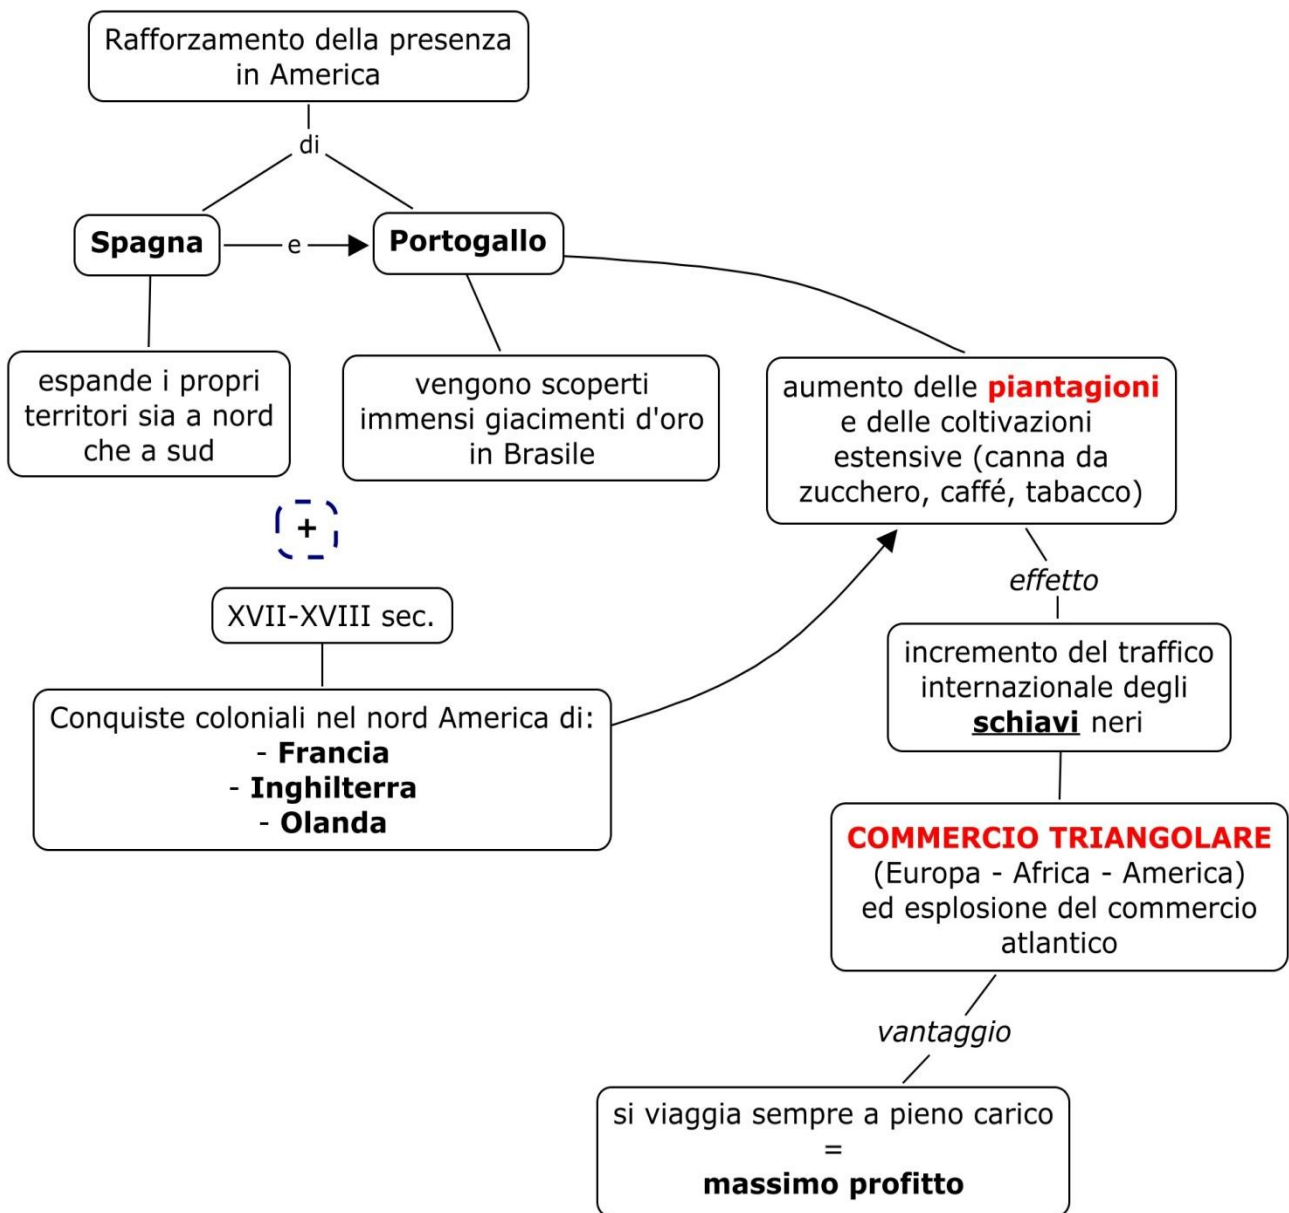 Rafforzamento della presenza
in America
di
Spagna
e
Portogallo
espande i propri
territori sia a nord
che a sud
vengono scoperti
immensi giacimenti d'oro
in Brasile
aumento delle piantagioni
e delle coltivazioni
estensive (canna da
zucchero, caffé, tabacco)
+
XVII-XVIII sec.
Conquiste coloniali nel nord America di:
- Francia
- Inghilterra
- Olanda
effetto
incremento del traffico
internazionale degli
schiavi neri
COMMERCIO TRIANGOLARE
(Europa - Africa - America)
ed esplosione del commercio
atlantico
vantaggio
si viaggia sempre a pieno carico
=
massimo profitto